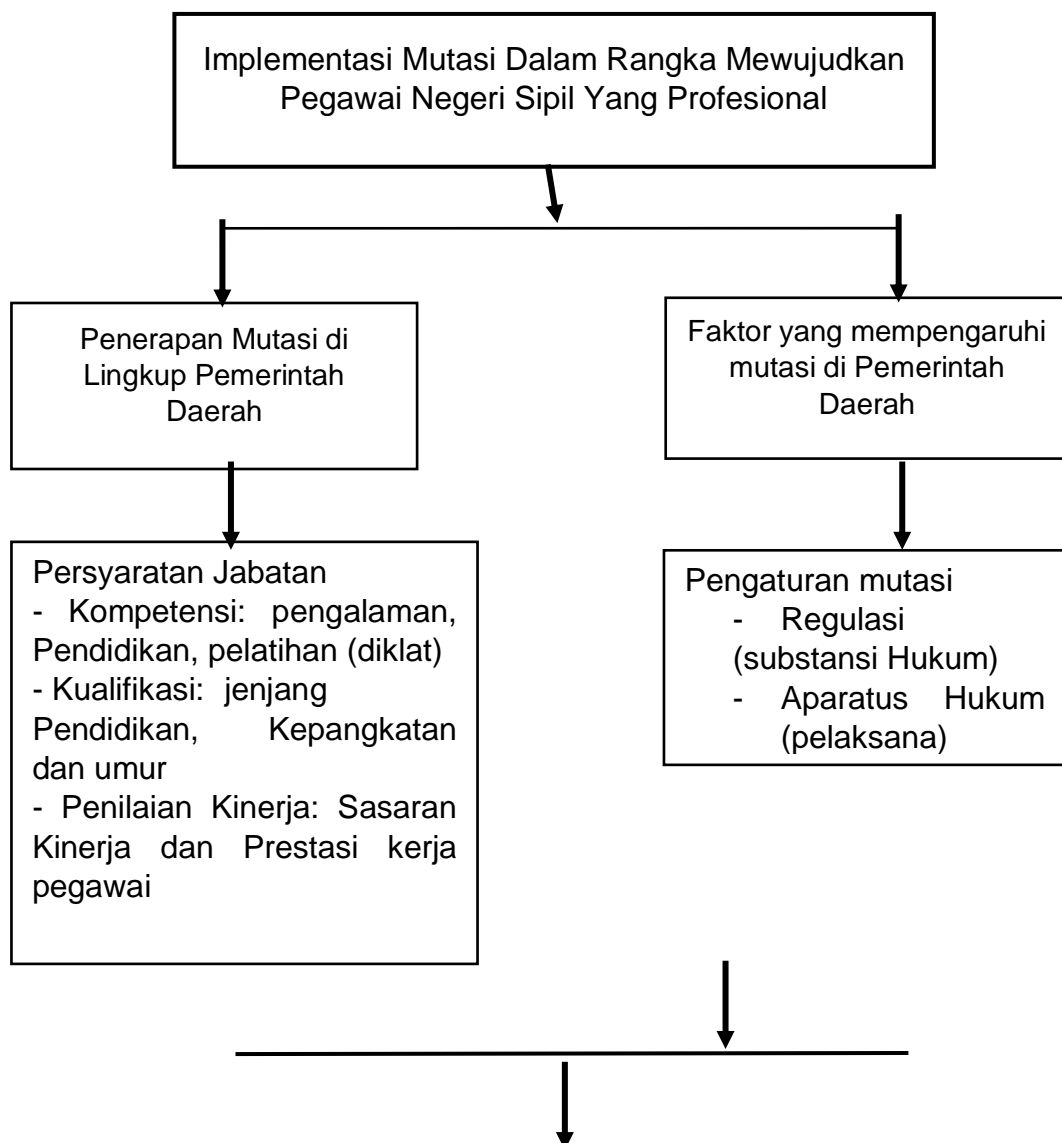 Implementasi Mutasi Dalam Rangka Mewujudkan
Pegawai Negeri Sipil Yang Profesional
Penerapan Mutasi di
Lingkup Pemerintah
Daerah
Faktor yang mempengaruhi
mutasi di Pemerintah
Daerah
Persyaratan Jabatan
- Kompetensi: pengalaman,
Pendidikan, pelatihan (diklat)
- Kualifikasi: jenjang
Pendidikan, Kepangkatan
dan umur
- Penilaian Kinerja: Sasaran
Kinerja dan Prestasi kerja
pegawai
Pengaturan mutasi
- Regulasi
(substansi Hukum)
- Aparatus Hukum
(pelaksana)